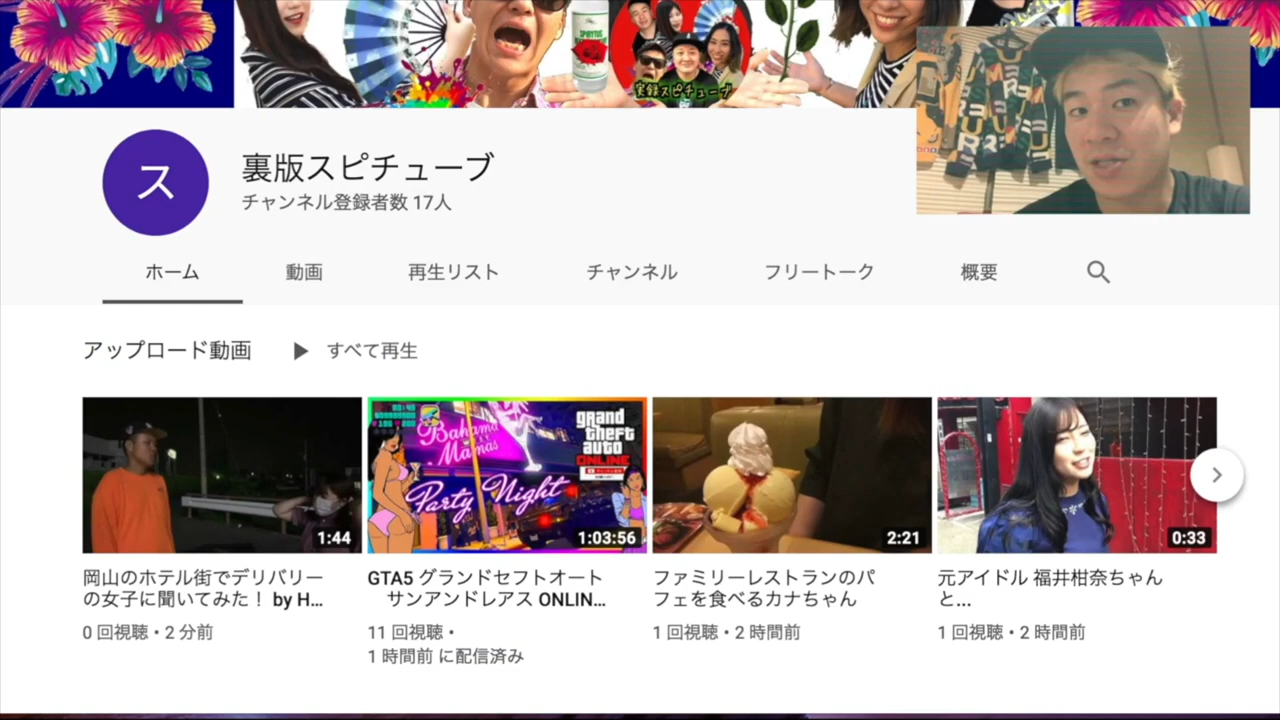 SPIRYTUS
実録スピチューブ
ス
裏版スピチューブ
チャンネル登録者数 17人
ホーム
動画
再生リスト
チャンネル
フリートーク
概要
アップロード動画
すべて再生
Bahama
Mamas
Party Night
grand
theft
auto
ONLINE
1:44
1:03:56
2:21
0:33
岡山のホテル街でデリバリー
の女子に聞いてみた！ by H...
GTA5 グランドセフトオート
サンアンドレアス ONLIN...
ファミリーレストランのパ
フェを食べるカナちゃん
元アイドル 福井柑奈ちゃん
と...
0 回視聴・2 分前
11 回視聴・
1 時間前 に配信済み
1 回視聴・2 時間前
1 回視聴・2 時間前